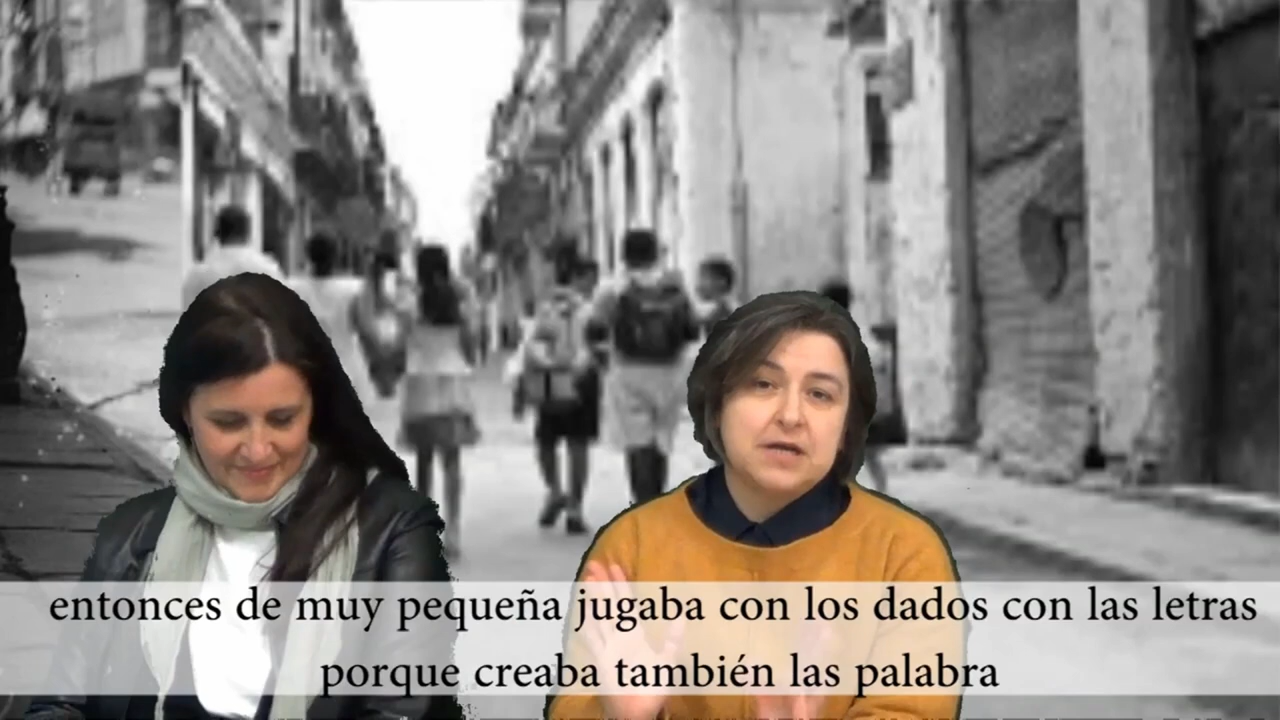 entonces de muy pequeña jugaba con los dados con las letras
porque creaba también las palabra